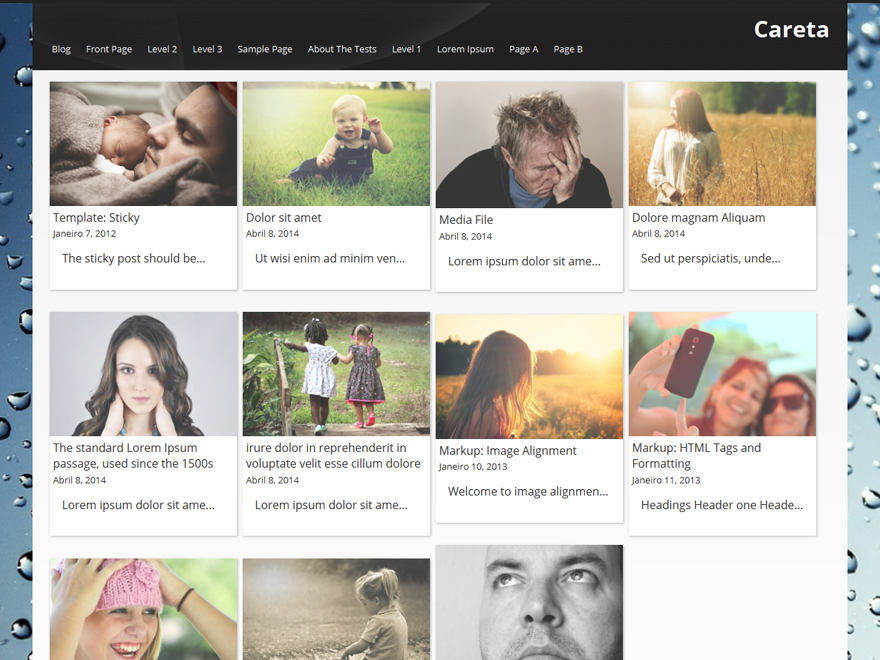 Careta
Blog Front Page Level 2 Level 3 Sample Page About The Tests Level 1 Lorem Ipsum Page A Page B
Template: Sticky
Janeiro 7, 2012
The sticky post should be...
Dolor sit amet
Abril 8, 2014
Ut wisi enim ad minim ven...
Media File
Abril 8, 2014
Lorem ipsum dolor sit ame...
Dolore magnam Aliquam
Abril 8, 2014
Sed ut perspiciatis, unde...
The standard Lorem Ipsum
passage, used since the 1500s
Abril 8, 2014
Lorem ipsum dolor sit ame...
irure dolor in reprehenderit in
voluptate velit esse cillum dolore
Abril 8, 2014
Lorem ipsum dolor sit ame...
Markup: Image Alignment
Janeiro 10, 2013
Welcome to image alignmen...
Markup: HTML Tags and
Formatting
Janeiro 11, 2013
Headings Header one Heade...